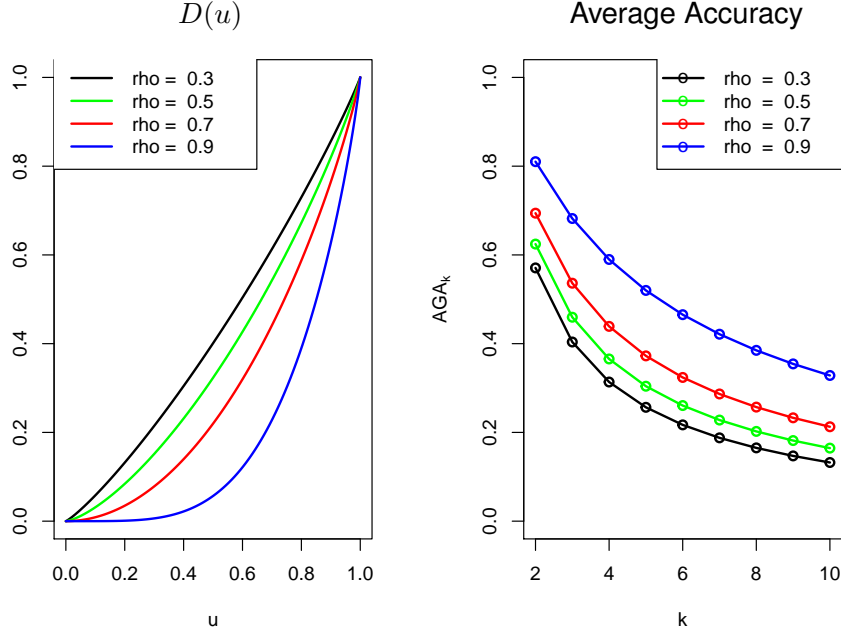 D(u)
rho = 0.3
rho = 0.5
rho = 0.7
rho = 0.9
1.0
0.8
0.6
0.4
0.2
0.0
0.0 0.2 0.4 0.6 0.8 1.0
u
Average Accuracy
rho = 0.3
rho = 0.5
rho = 0.7
rho = 0.9
1.0
0.8
0.6
0.4
0.2
0.0
AGAₖ
2 4 6 8 10
k